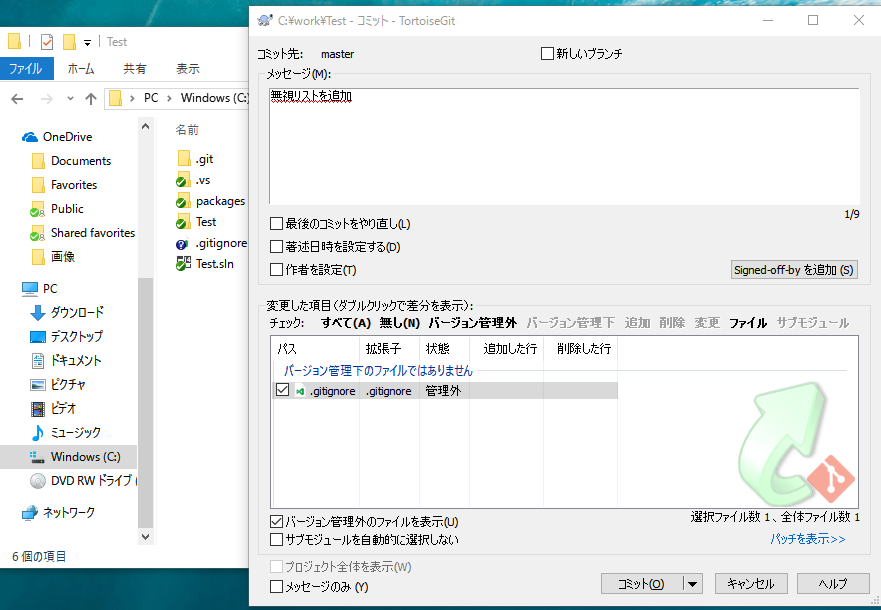 Test
ファイル ホーム 共有 表示
PC Windows (C:)
名前
OneDrive
Documents
Favorites
Public
Shared favorites
画像
PC
ダウンロード
デスクトップ
ドキュメント
ピクチャ
ビデオ
ミュージック
Windows (C:)
DVD RW ドライブ (
ネットワーク
.git
.vs
packages
Test
.gitignore
Test.sln
6 個の項目
C:¥work¥Test - コミット - TortoiseGit
コミット先: master 新しいブランチ
メッセージ(M):
無視リストを追加
1/9
最後のコミットをやり直し(L)
著述日時を設定する(D)
作者を設定(T)
Signed-off-by を追加 (S)
変更した項目(ダブルクリックで差分を表示):
チェック: すべて(A) 無し(N) バージョン管理外 バージョン管理下 追加 削除 変更 ファイル サブモジュール
パス 拡張子 状態 追加した行 削除した行
バージョン管理下のファイルではありません
.gitignore .gitignore 管理外
バージョン管理外のファイルを表示(U)
選択ファイル数 1、全体ファイル数 1
サブモジュールを自動的に選択しない
パッチを表示>>
プロジェクト全体を表示(W)
メッセージのみ (Y)
コミット(O) キャンセル ヘルプ